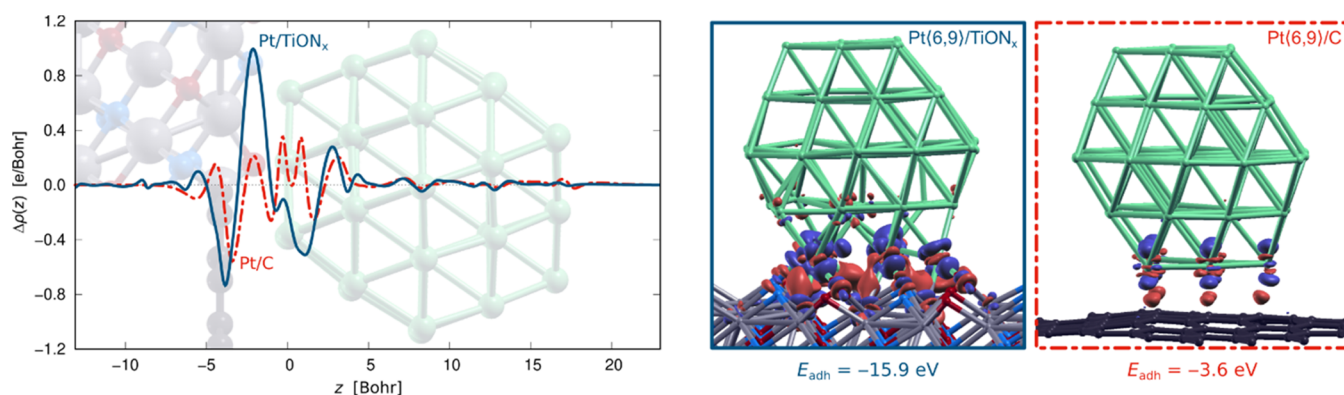 1.2
0.8
0.4
0.0
−0.4
−0.8
−1.2
Δρ(z) [e/Bohr]
Pt/TiONₓ
Pt/C
−10 −5 0 5 10 15 20
z [Bohr]
Pt(6,9)/TiONₓ
E_adh = −15.9 eV
Pt(6,9)/C
E_adh = −3.6 eV